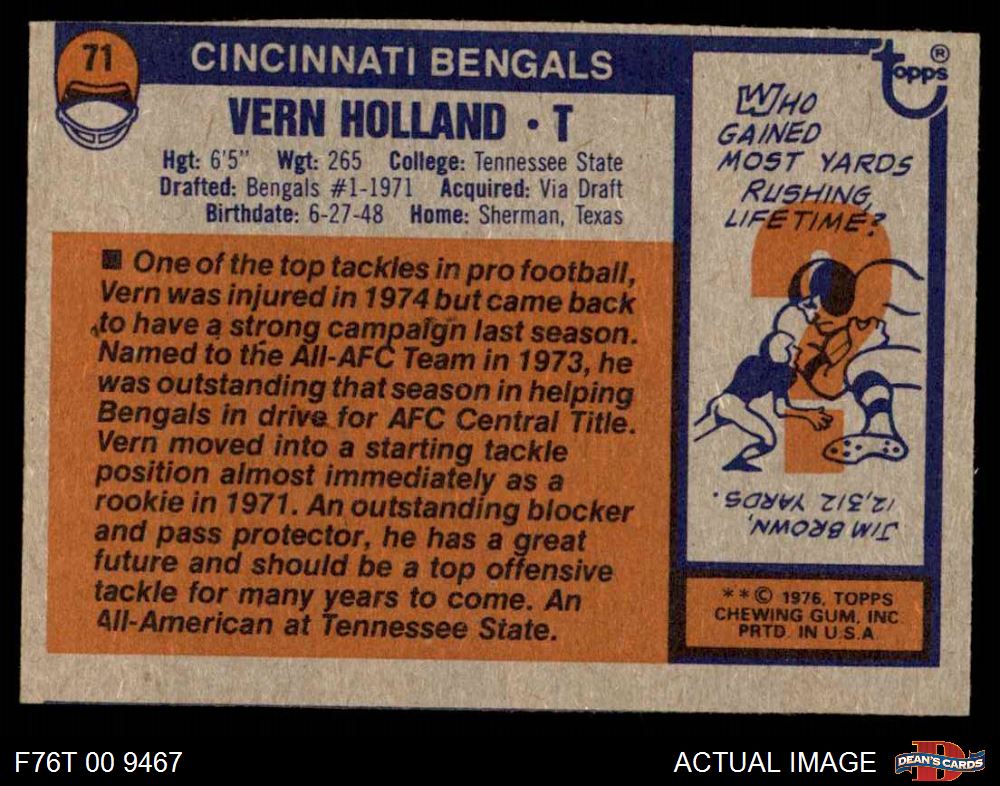 71
CINCINNATI BENGALS
VERN HOLLAND • T
Hgt: 6'5" Wgt: 265 College: Tennessee State
Drafted: Bengals #1-1971 Acquired: Via Draft
Birthdate: 6-27-48 Home: Sherman, Texas
■ One of the top tackles in pro football,
Vern was injured in 1974 but came back
to have a strong campaign last season.
Named to the All-AFC Team in 1973, he
was outstanding that season in helping
Bengals in drive for AFC Central Title.
Vern moved into a starting tackle
position almost immediately as a
rookie in 1971. An outstanding blocker
and pass protector, he has a great
future and should be a top offensive
tackle for many years to come. An
All-American at Tennessee State.
topps ®
WHO
GAINED
MOST YARDS
RUSHING,
LIFETIME?
?
JIM BROWN,
12,312 YARDS.
**© 1976, TOPPS
CHEWING GUM, INC
PRTD. IN U.S.A.
F76T 00 9467
ACTUAL IMAGE
D
DEAN'S CARDS